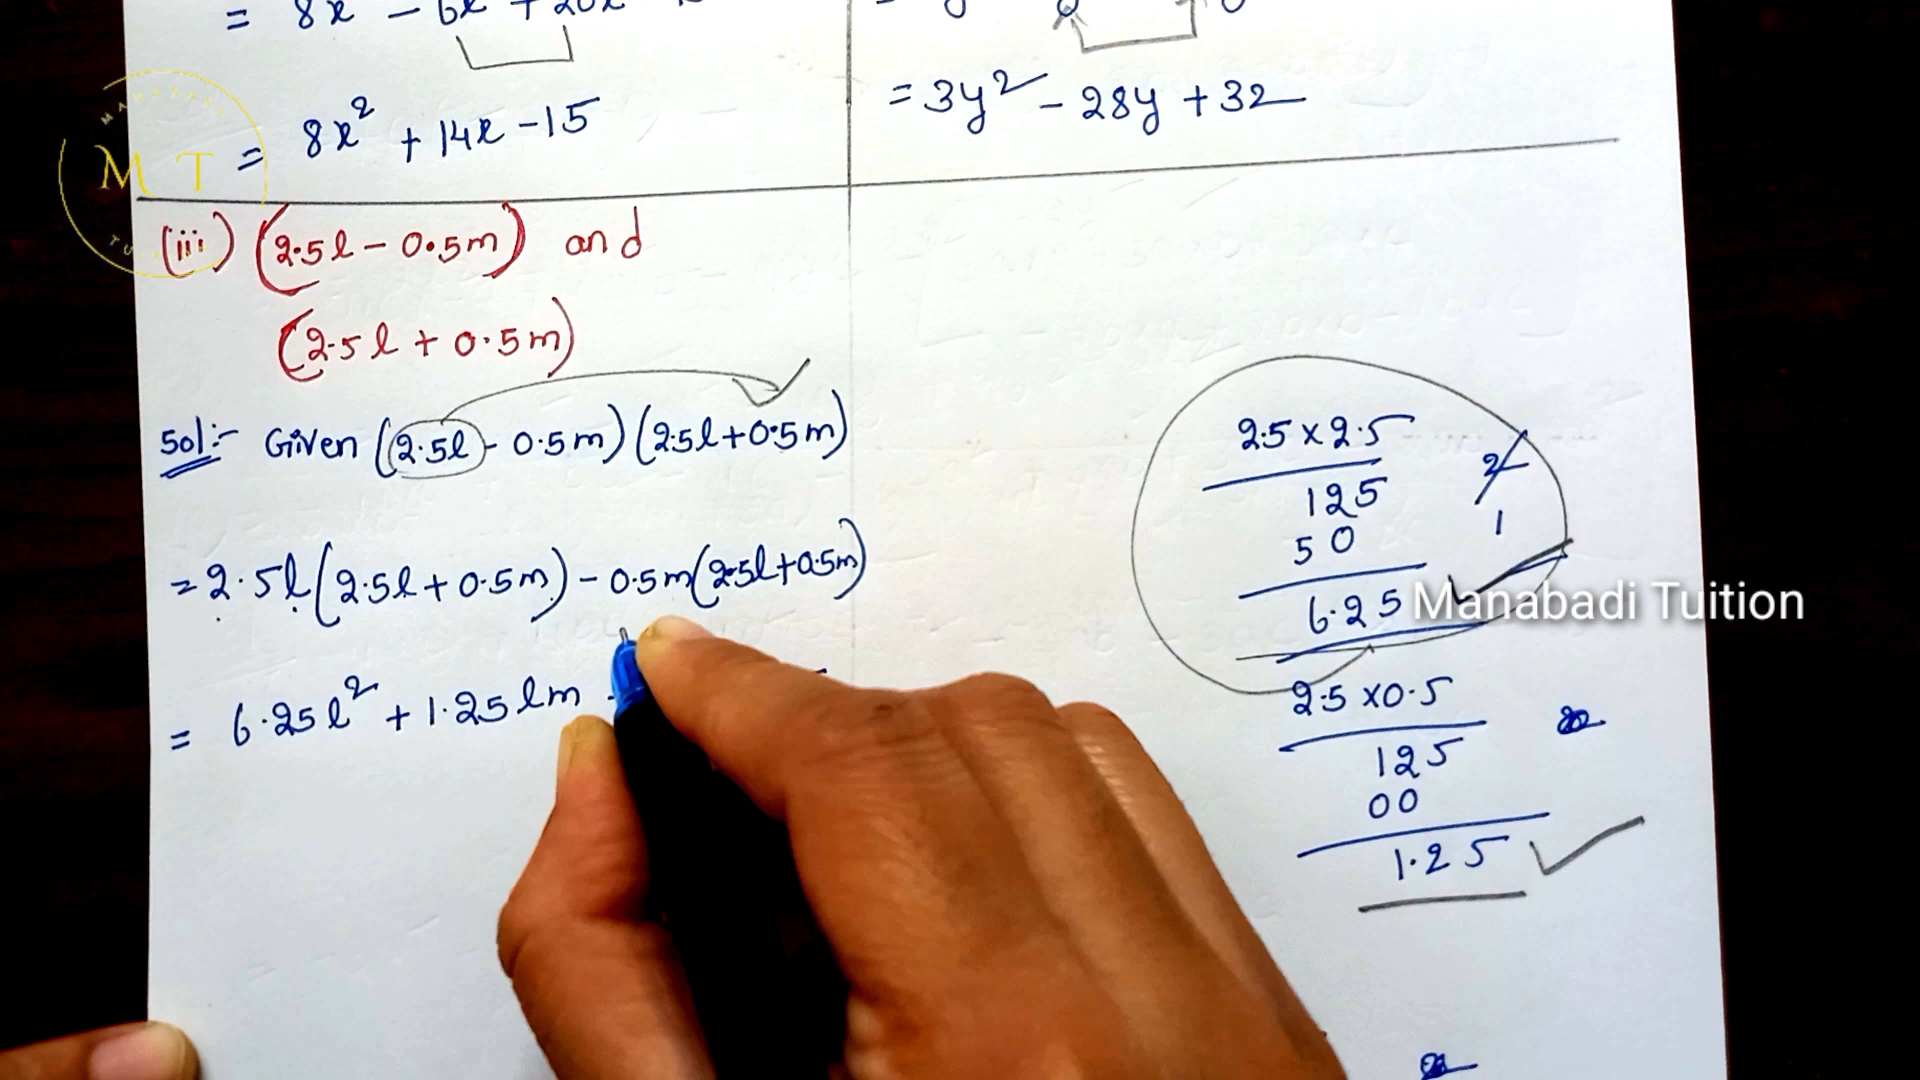 = 8x² + 14x - 15
= 3y² - 28y + 32
M T
(iii) (2.5l - 0.5m) and
(2.5l + 0.5m)
Sol:- Given (2.5l - 0.5m) (2.5l + 0.5m)
= 2.5l (2.5l + 0.5m) - 0.5m (2.5l + 0.5m)
= 6.25l² + 1.25lm
2.5 x 2.5
125
50
6.25
2
1
Manabadi Tuition
2.5 x 0.5
125
00
1.25